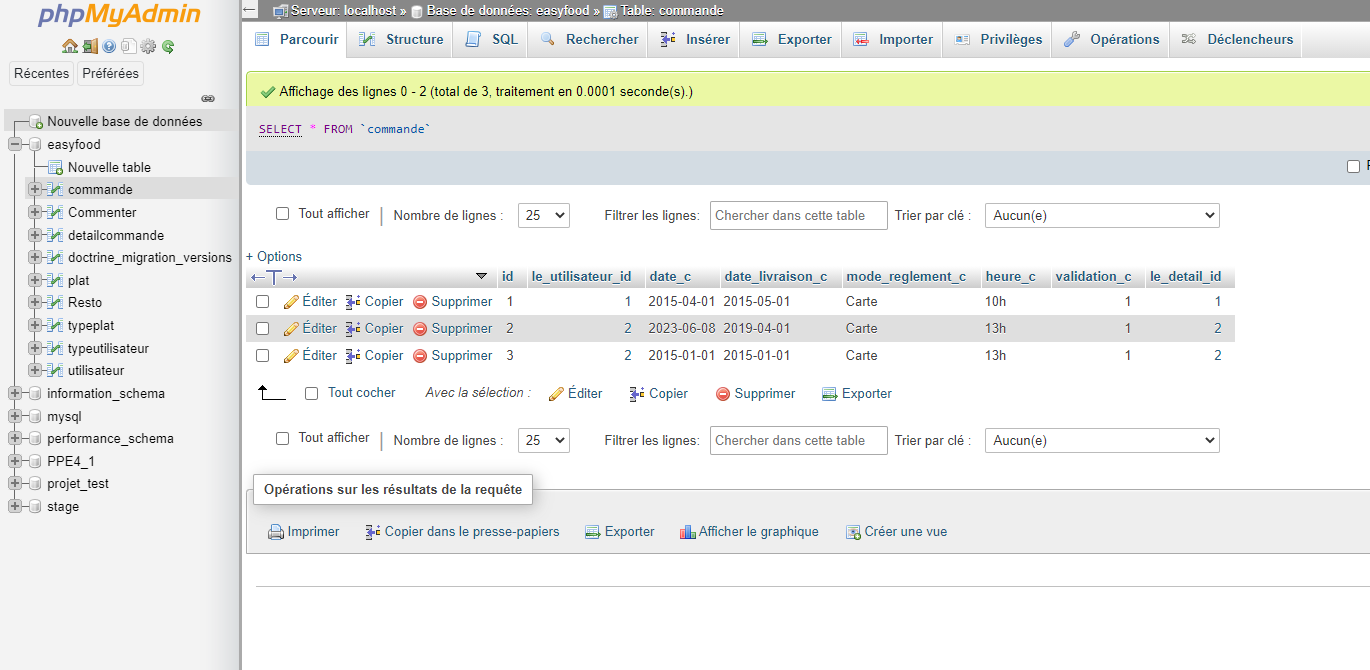 phpMyAdmin
Récentes Préférées
Nouvelle base de données
easyfood
Nouvelle table
commande
Commenter
detailcommande
doctrine_migration_versions
plat
Resto
typeplat
typeutilisateur
utilisateur
information_schema
mysql
performance_schema
PPE4_1
projet_test
stage
Serveur: localhost » Base de données: easyfood » Table: commande
Parcourir Structure SQL Rechercher Insérer Exporter Importer Privilèges Opérations Déclencheurs
Affichage des lignes 0 - 2 (total de 3, traitement en 0.0001 seconde(s).)
SELECT * FROM `commande`
Tout afficher | Nombre de lignes : 25 Filtrer les lignes: Chercher dans cette table Trier par clé : Aucun(e)
+ Options
←T→ id le_utilisateur_id date_c date_livraison_c mode_reglement_c heure_c validation_c le_detail_id
Éditer Copier Supprimer 1 1 2015-04-01 2015-05-01 Carte 10h 1 1
Éditer Copier Supprimer 2 2 2023-06-08 2019-04-01 Carte 13h 1 2
Éditer Copier Supprimer 3 2 2015-01-01 2015-01-01 Carte 13h 1 2
Tout cocher Avec la sélection : Éditer Copier Supprimer Exporter
Tout afficher | Nombre de lignes : 25 Filtrer les lignes: Chercher dans cette table Trier par clé : Aucun(e)
Opérations sur les résultats de la requête
Imprimer Copier dans le presse-papiers Exporter Afficher le graphique Créer une vue